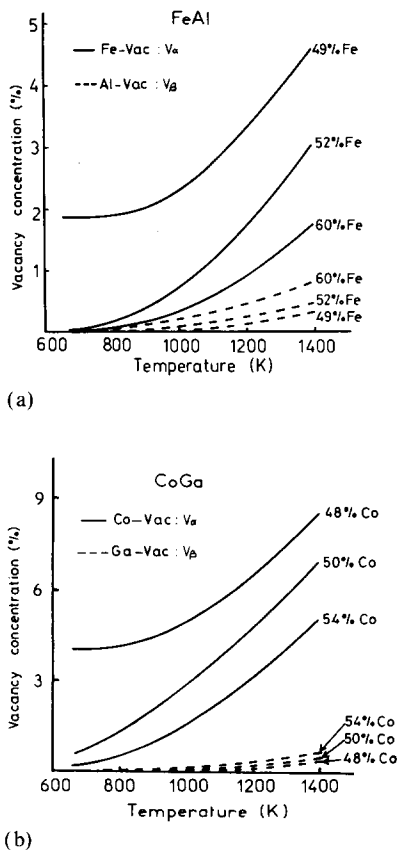 FeAl
5
4
3
2
1
Vacancy concentration (%)
Fe-Vac : Vα
Al-Vac : Vβ
49%Fe
52%Fe
60%Fe
60%Fe
52%Fe
49%Fe
600 800 1000 1200 1400
Temperature (K)
(a)
CoGa
9
6
3
Vacancy concentration (%)
Co-Vac : Vα
Ga-Vac : Vβ
48% Co
50% Co
54% Co
54% Co
50% Co
48% Co
600 800 1000 1200 1400
Temperature (K)
(b)